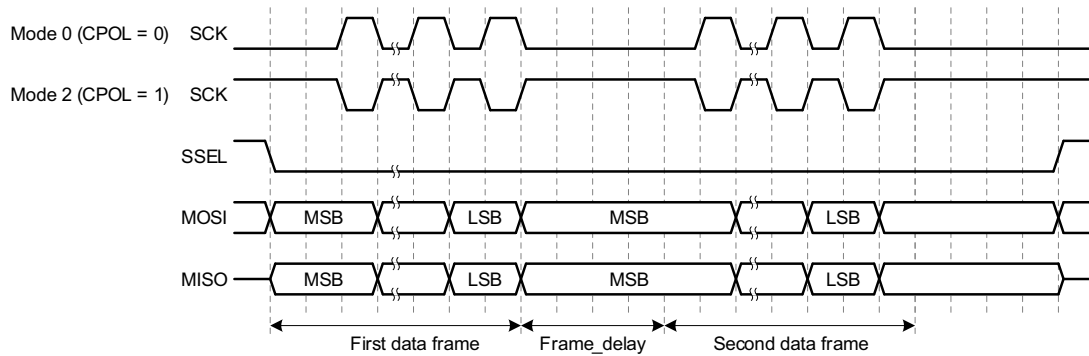 Mode 0 (CPOL = 0) SCK
Mode 2 (CPOL = 1) SCK
SSEL
MOSI MSB LSB MSB LSB
MISO MSB LSB MSB LSB
First data frame Frame_delay Second data frame